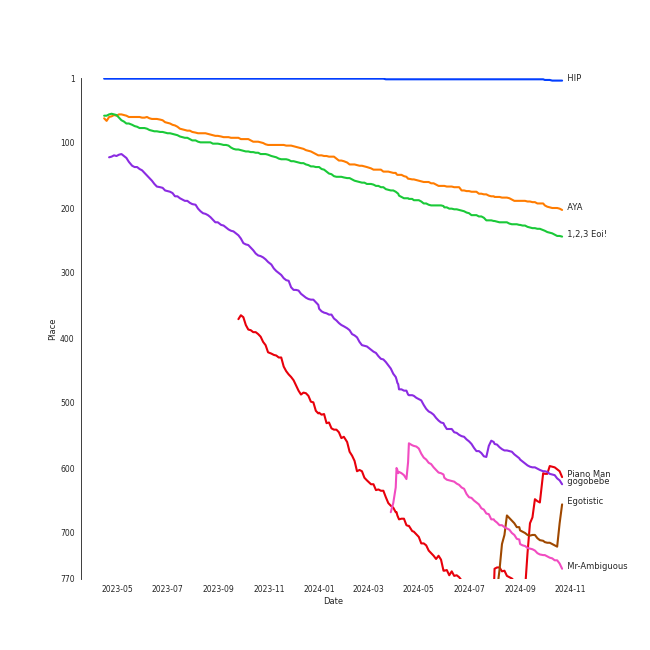 1
100
200
300
400
500
600
700
770
Place
HIP
AYA
1,2,3 Eoi!
Piano Man
gogobebe
Egotistic
Mr-Ambiguous
2023-05 2023-07 2023-09 2023-11 2024-01 2024-03 2024-05 2024-07 2024-09 2024-11
Date